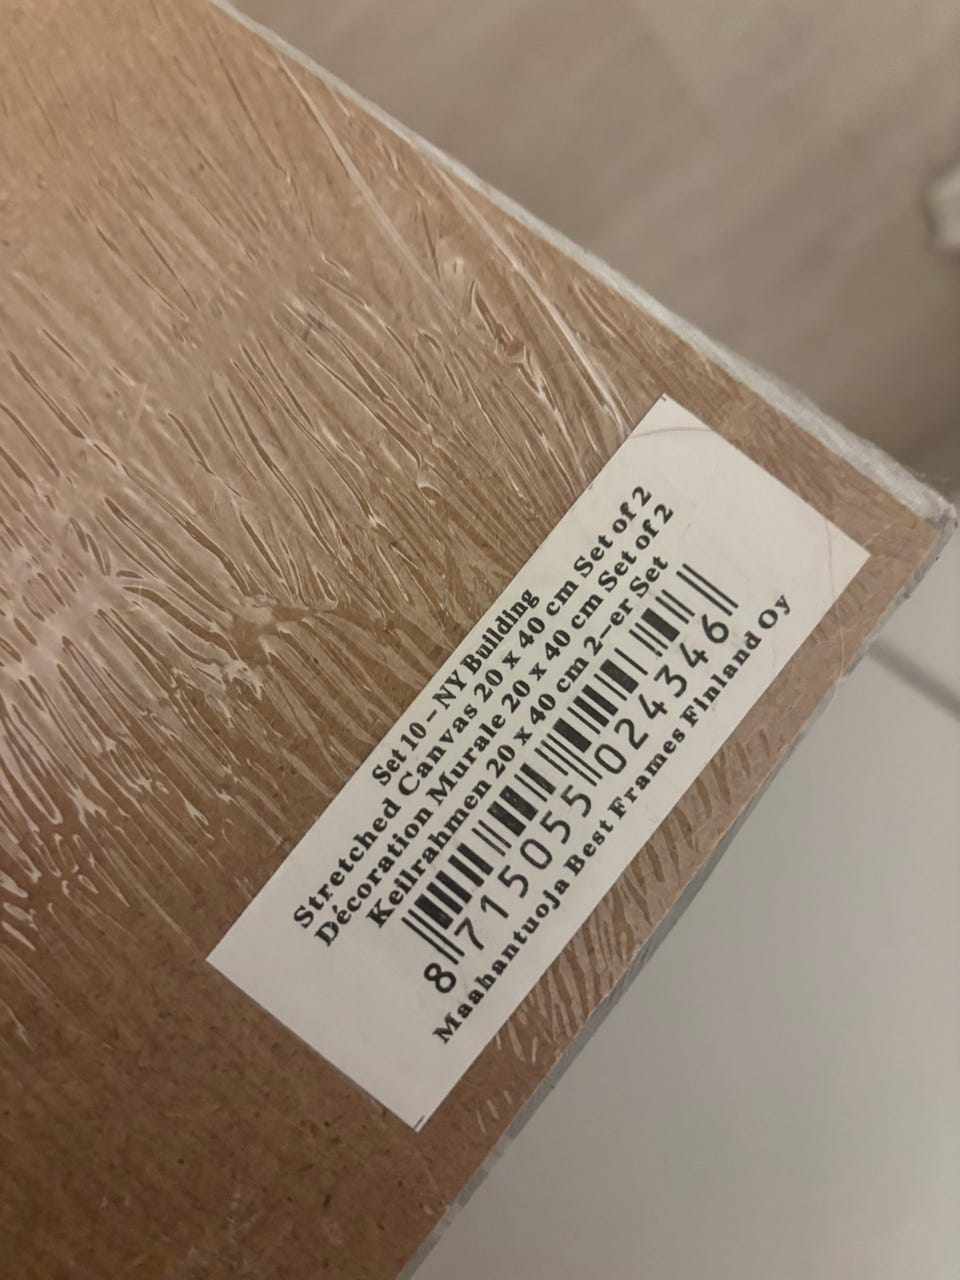 Set 10 – NY Building
Stretched Canvas 20 x 40 cm Set of 2
Décoration Murale 20 x 40 cm Set of 2
Keilrahmen 20 x 40 cm 2–er Set
8 715055 024346
Maahantuoja Best Frames Finland Oy